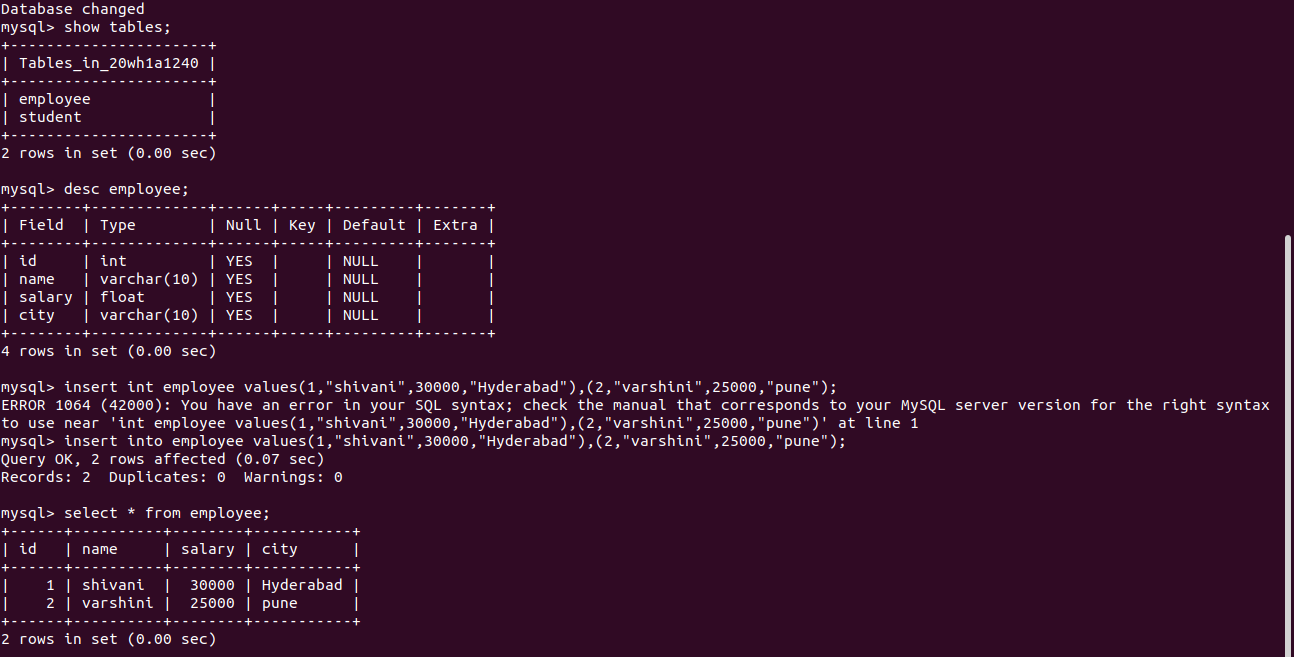 Database changed
mysql> show tables;
+----------------------+
| Tables_in_20wh1a1240 |
+----------------------+
| employee             |
| student              |
+----------------------+
2 rows in set (0.00 sec)

mysql> desc employee;
+--------+-------------+------+-----+---------+-------+
| Field  | Type        | Null | Key | Default | Extra |
+--------+-------------+------+-----+---------+-------+
| id     | int         | YES  |     | NULL    |       |
| name   | varchar(10) | YES  |     | NULL    |       |
| salary | float       | YES  |     | NULL    |       |
| city   | varchar(10) | YES  |     | NULL    |       |
+--------+-------------+------+-----+---------+-------+
4 rows in set (0.00 sec)

mysql> insert int employee values(1,"shivani",30000,"Hyderabad"),(2,"varshini",25000,"pune");
ERROR 1064 (42000): You have an error in your SQL syntax; check the manual that corresponds to your MySQL server version for the right syntax
to use near 'int employee values(1,"shivani",30000,"Hyderabad"),(2,"varshini",25000,"pune")' at line 1
mysql> insert into employee values(1,"shivani",30000,"Hyderabad"),(2,"varshini",25000,"pune");
Query OK, 2 rows affected (0.07 sec)
Records: 2  Duplicates: 0  Warnings: 0

mysql> select * from employee;
+------+----------+--------+-----------+
| id   | name     | salary | city      |
+------+----------+--------+-----------+
|    1 | shivani  |  30000 | Hyderabad |
|    2 | varshini |  25000 | pune      |
+------+----------+--------+-----------+
2 rows in set (0.00 sec)